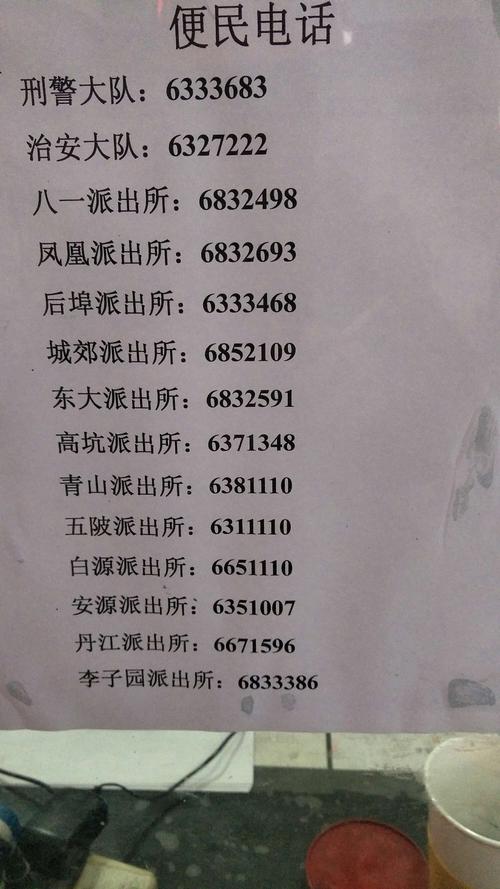 便民电话
刑警大队：6333683
治安大队：6327222
八一派出所：6832498
凤凰派出所：6832693
后埠派出所：6333468
城郊派出所：6852109
东大派出所：6832591
高坑派出所：6371348
青山派出所：6381110
五陂派出所：6311110
白源派出所：6651110
安源派出所：6351007
丹江派出所：6671596
李子园派出所：6833386